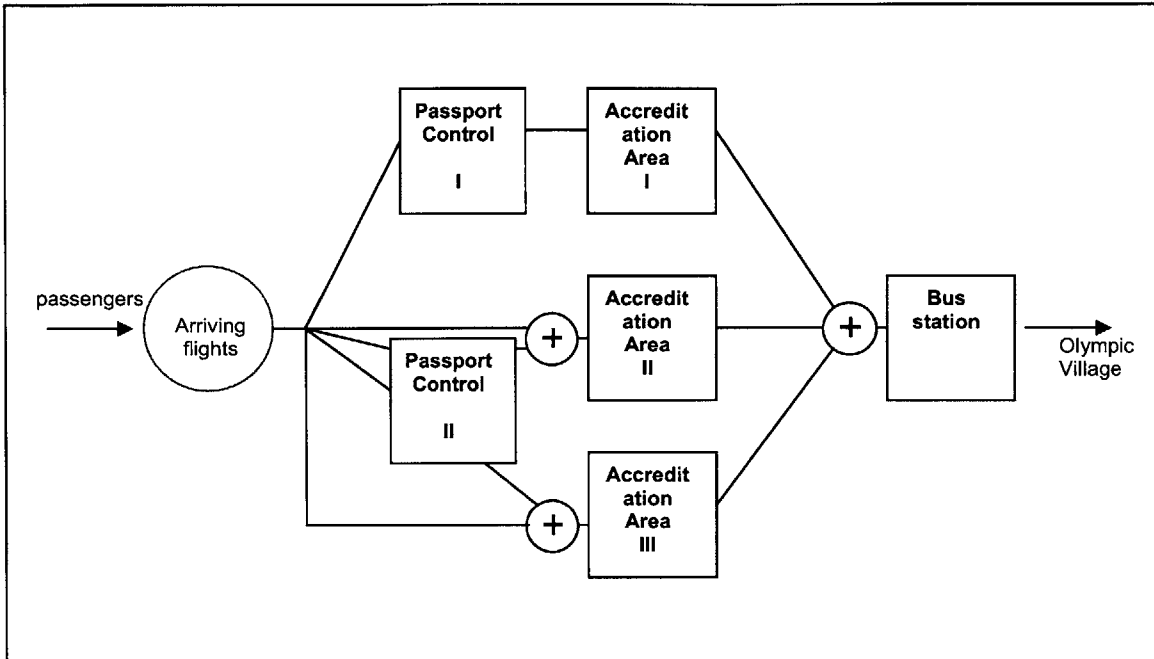 passengers
Arriving
flights
Passport
Control
I
Accredit
ation
Area
I
Passport
Control
II
Accredit
ation
Area
II
Accredit
ation
Area
III
+
+
+
Bus
station
Olympic
Village